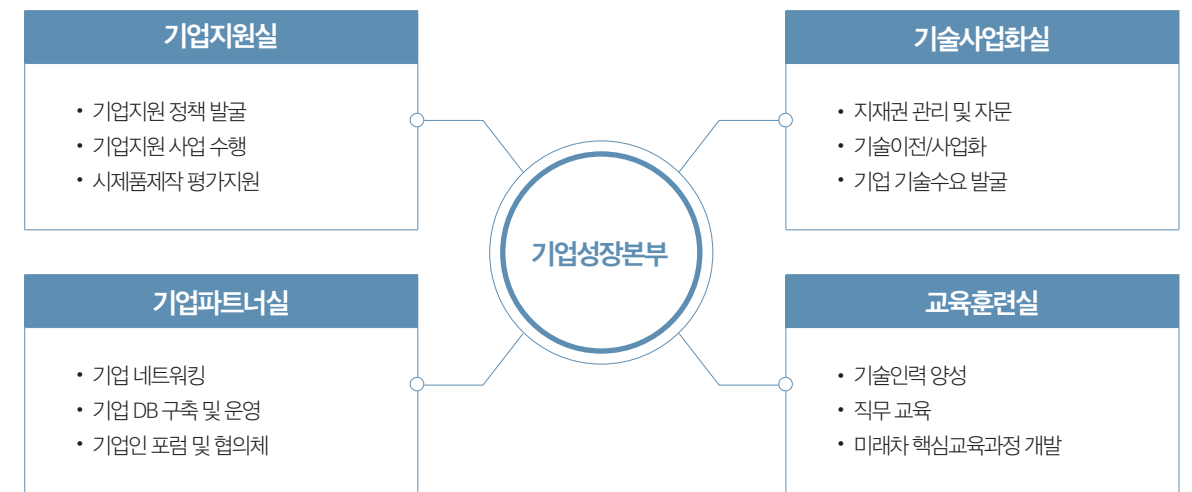 기업지원실
• 기업지원 정책 발굴
• 기업지원 사업 수행
• 시제품제작 평가지원
기술사업화실
• 지재권 관리 및 자문
• 기술이전/사업화
• 기업 기술수요 발굴
기업성장본부
기업파트너실
• 기업 네트워킹
• 기업 DB 구축 및 운영
• 기업인 포럼 및 협의체
교육훈련실
• 기술인력 양성
• 직무 교육
• 미래차 핵심교육과정 개발